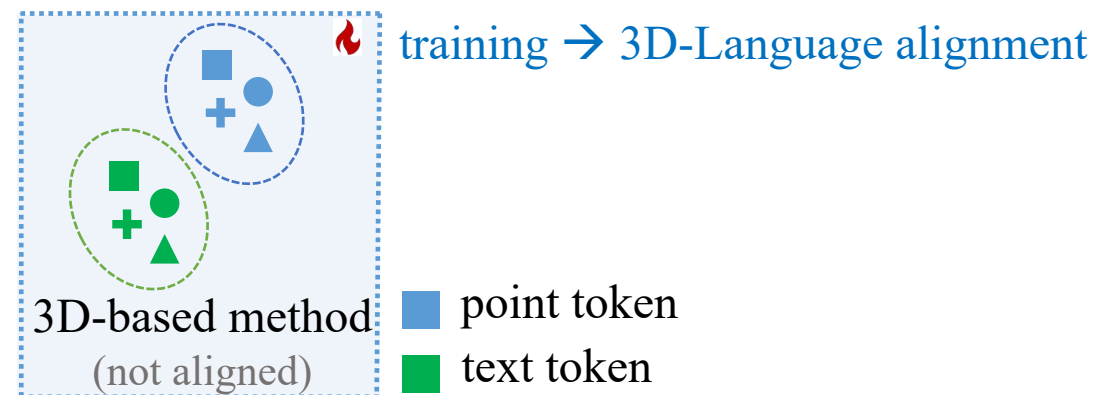 training → 3D-Language alignment
3D-based method
(not aligned)
point token
text token